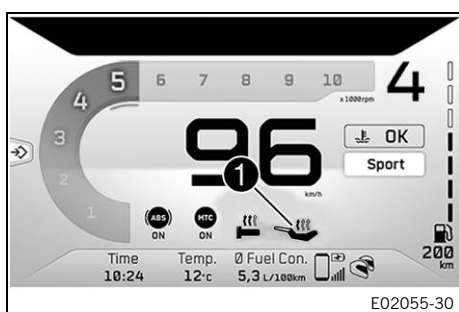 5 6 7 8 9 10
4
3
2
1
x1000rpm
4
96
km/h
OK
Sport
1
ABS
ON
MTC
ON
Time
10:24
Temp.
12°C
Ø Fuel Con.
5,3 L/100km
200
km
E02055-30